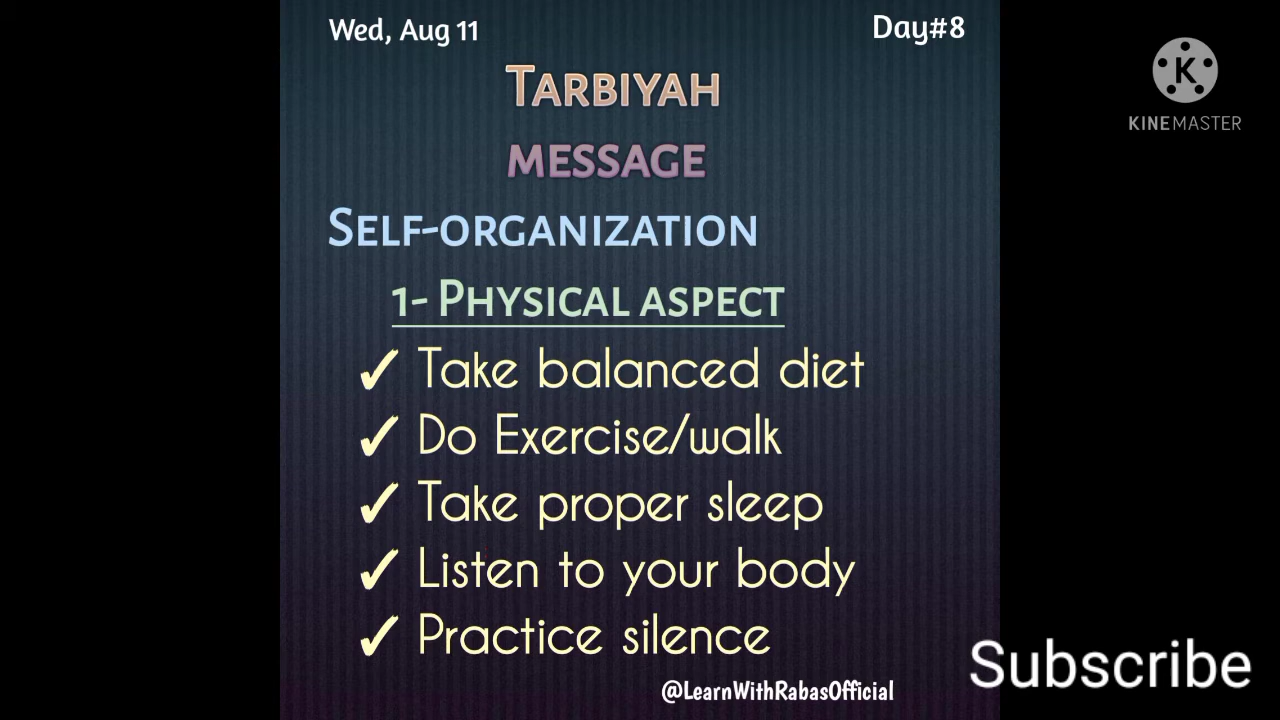 Wed, Aug 11
Day#8
TARBIYAH
MESSAGE
SELF-ORGANIZATION
1- PHYSICAL ASPECT
✓ Take balanced diet
✓ Do Exercise/walk
✓ Take proper sleep
✓ Listen to your body
✓ Practice silence
@LearnWithRabasOfficial
K
KINEMASTER
Subscribe